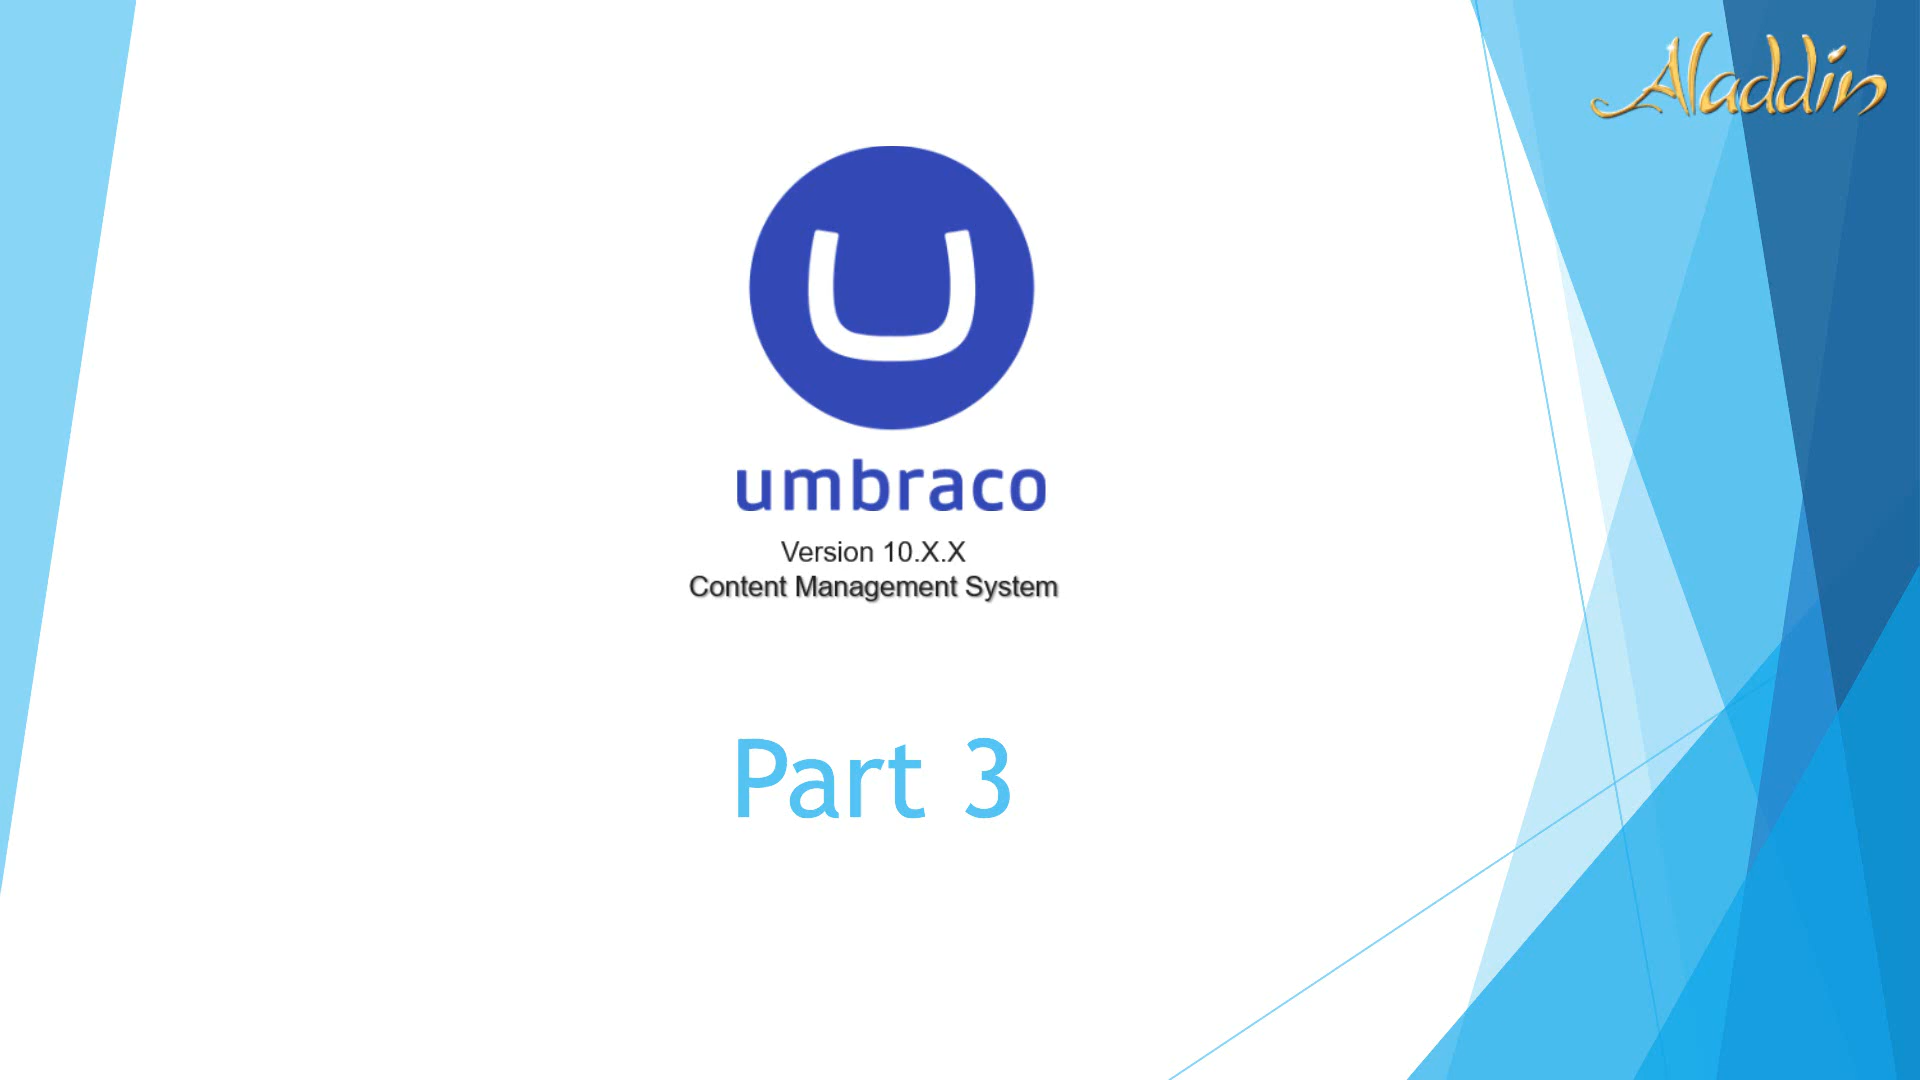 Aladdin
umbraco
Version 10.X.X
Content Management System
Part 3